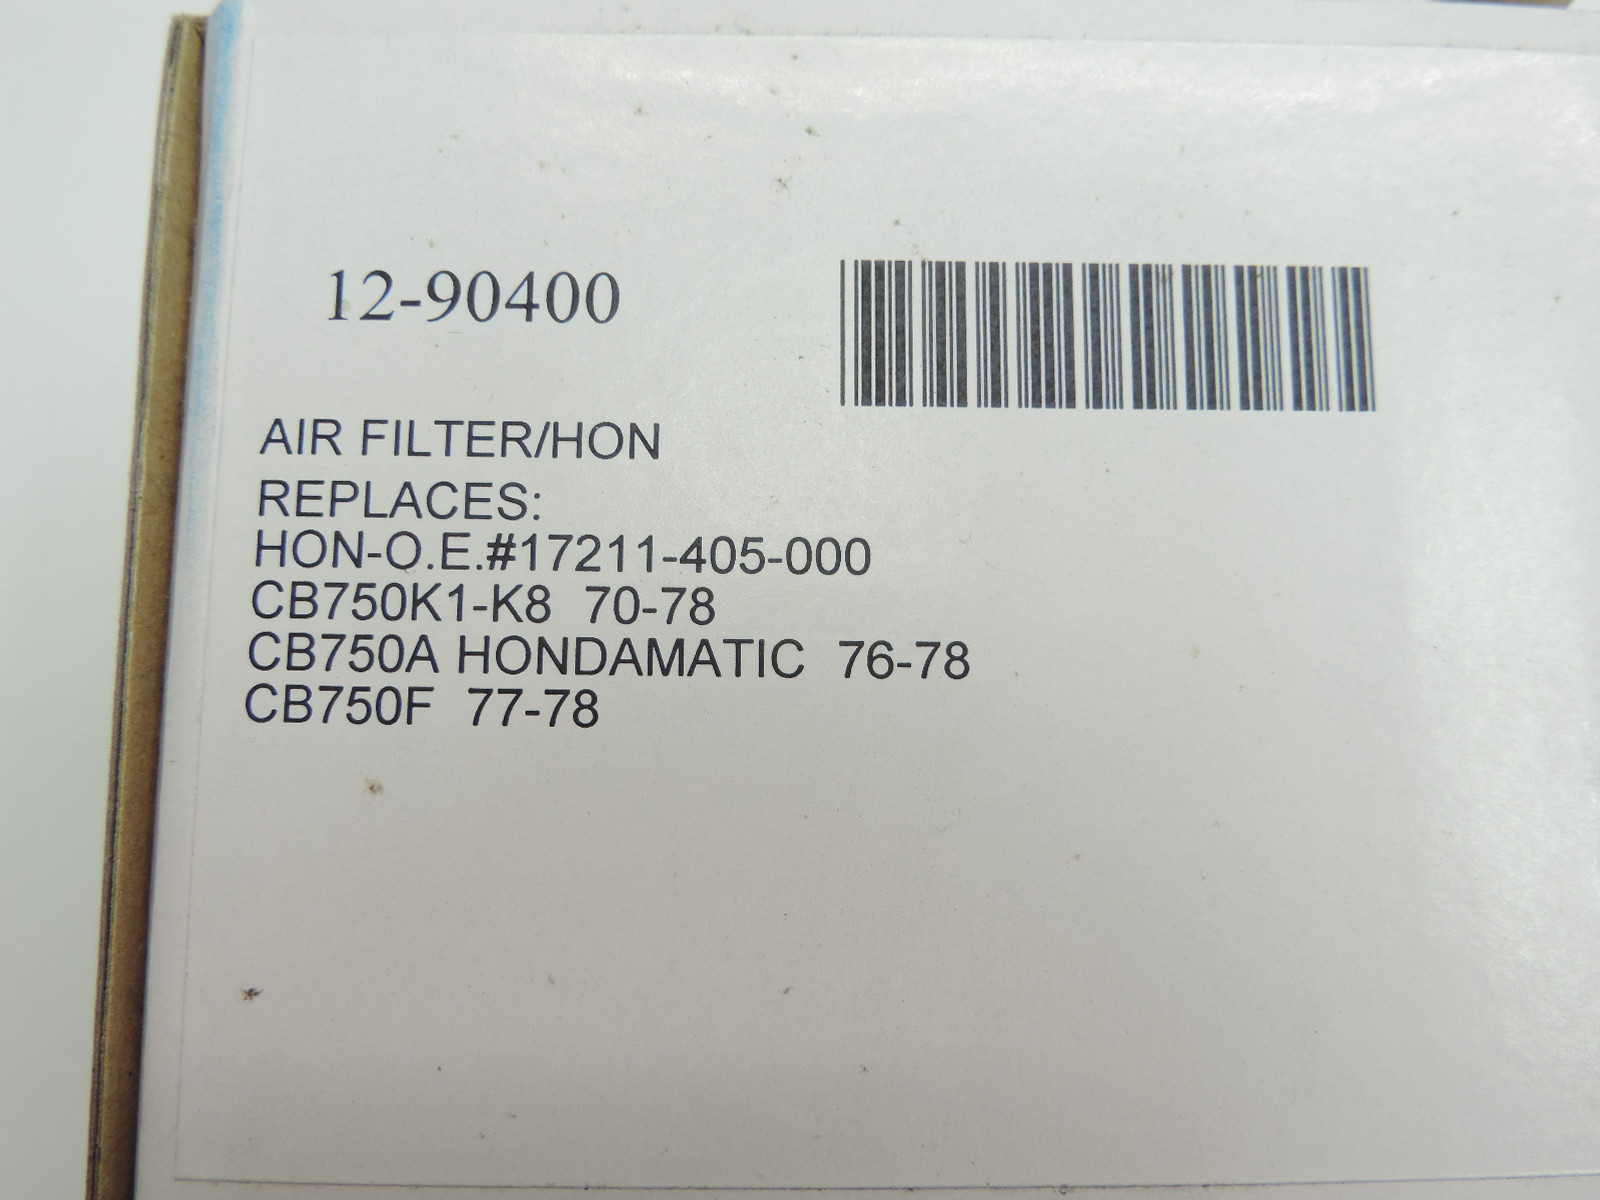 12-90400
AIR FILTER/HON
REPLACES:
HON-O.E.#17211-405-000
CB750K1-K8  70-78
CB750A HONDAMATIC  76-78
CB750F  77-78